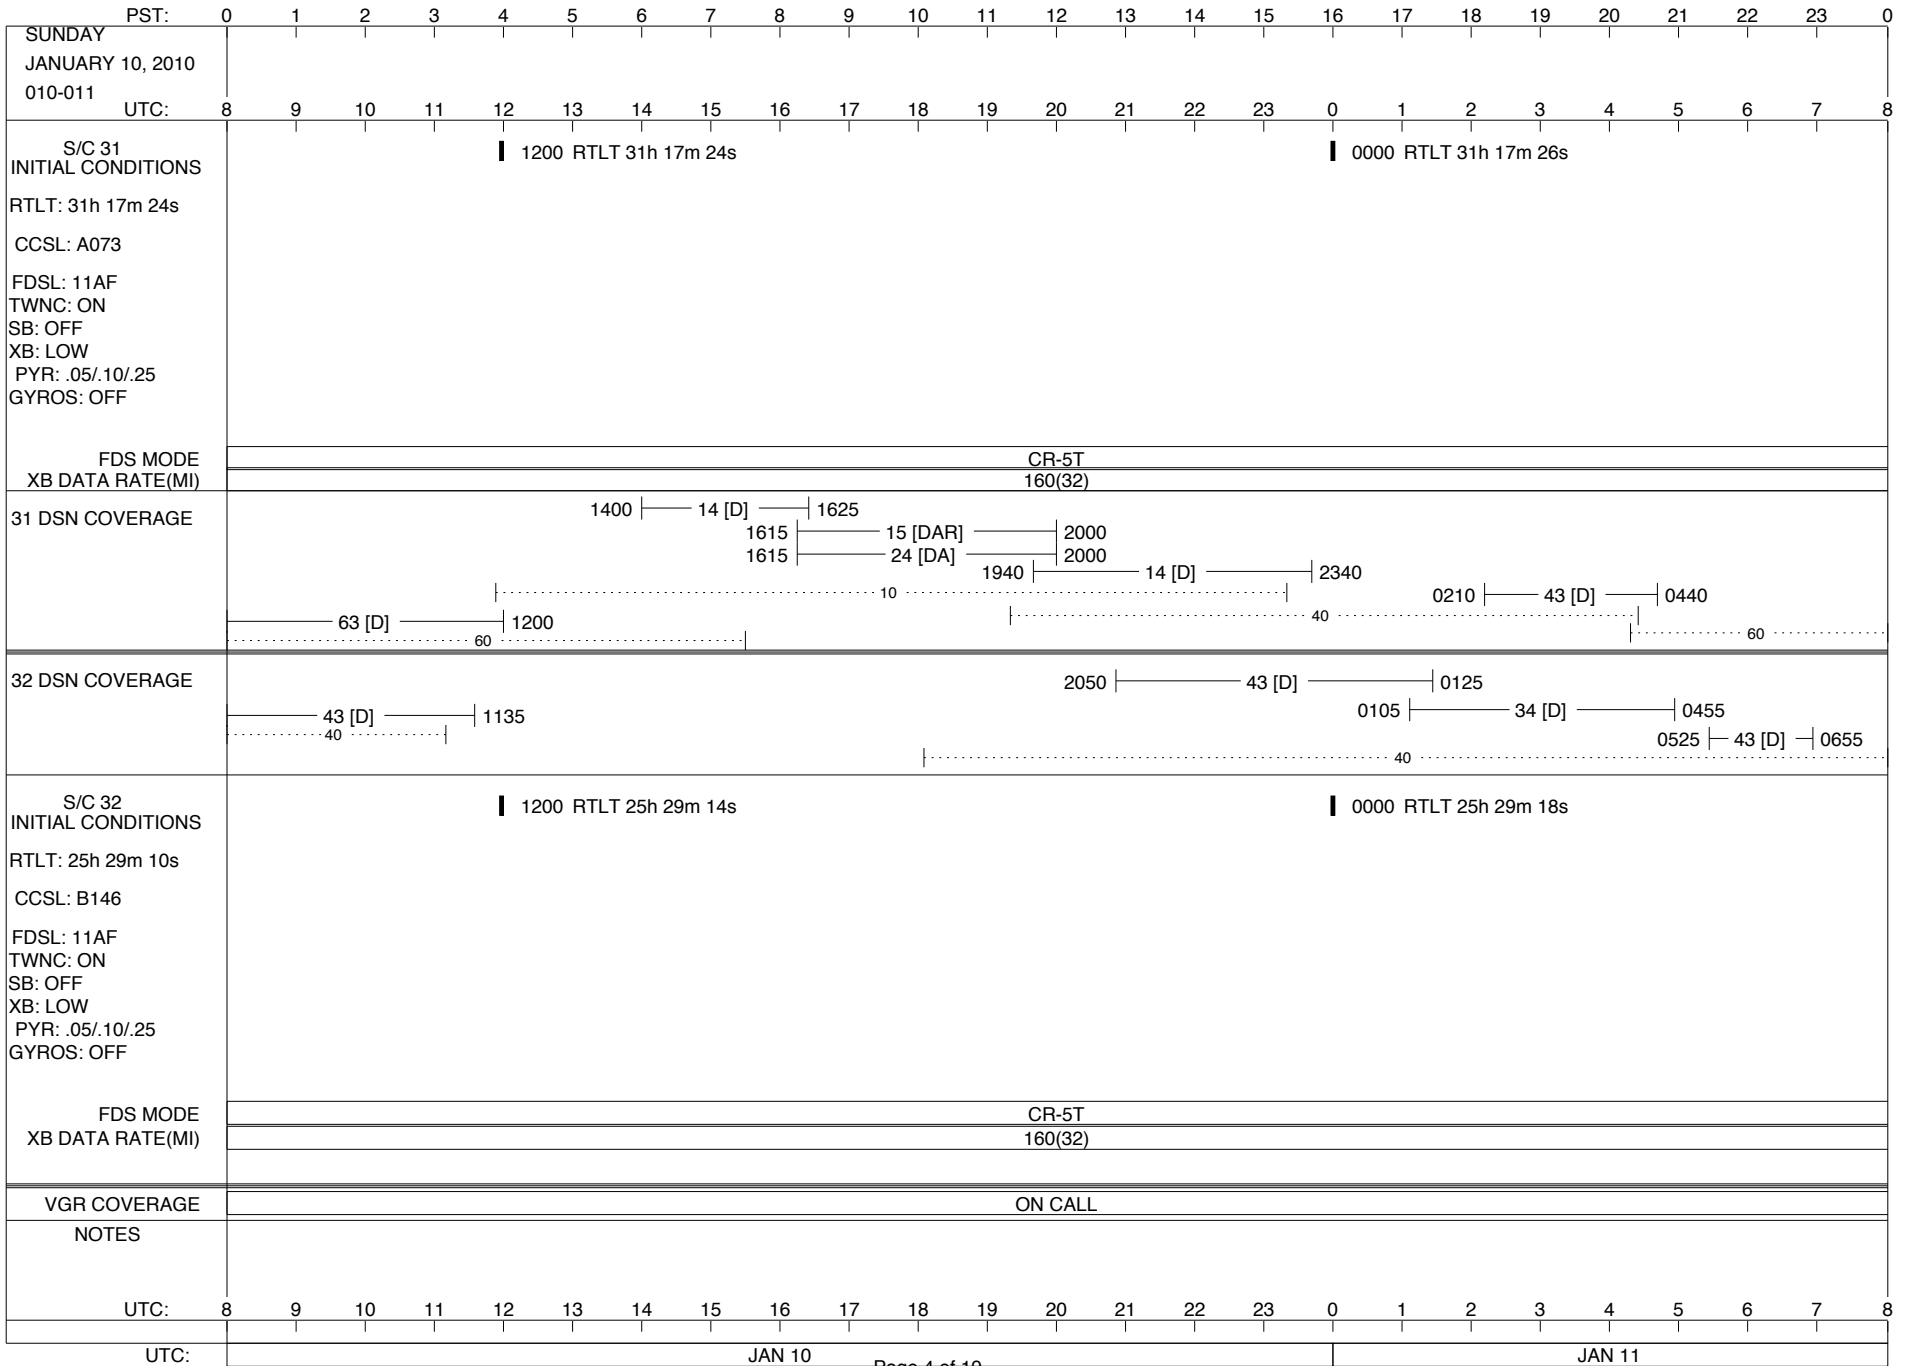 PST: 0 1 2 3 4 5 6 7 8 9 10 11 12 13 14 15 16 17 18 19 20 21 22 23 0
SUNDAY
JANUARY 10, 2010
010-011
UTC: 8 9 10 11 12 13 14 15 16 17 18 19 20 21 22 23 0 1 2 3 4 5 6 7 8
S/C 31
INITIAL CONDITIONS
1200 RTLT 31h 17m 24s
0000 RTLT 31h 17m 26s
RTLT: 31h 17m 24s
CCSL: A073
FDSL: 11AF
TWNC: ON
SB: OFF
XB: LOW
PYR: .05/.10/.25
GYROS: OFF
FDS MODE CR-5T
XB DATA RATE(MI) 160(32)
31 DSN COVERAGE
1400 14 [D] 1625
1615 15 [DAR] 2000
1615 24 [DA] 2000
1940 14 [D] 2340
10
0210 43 [D] 0440
40
63 [D] 1200
60
60
32 DSN COVERAGE
2050 43 [D] 0125
43 [D] 1135
0105 34 [D] 0455
40
0525 43 [D] 0655
40
S/C 32
INITIAL CONDITIONS
1200 RTLT 25h 29m 14s
0000 RTLT 25h 29m 18s
RTLT: 25h 29m 10s
CCSL: B146
FDSL: 11AF
TWNC: ON
SB: OFF
XB: LOW
PYR: .05/.10/.25
GYROS: OFF
FDS MODE CR-5T
XB DATA RATE(MI) 160(32)
VGR COVERAGE ON CALL
NOTES
UTC: 8 9 10 11 12 13 14 15 16 17 18 19 20 21 22 23 0 1 2 3 4 5 6 7 8
UTC: JAN 10 JAN 11
Page 4 of 19